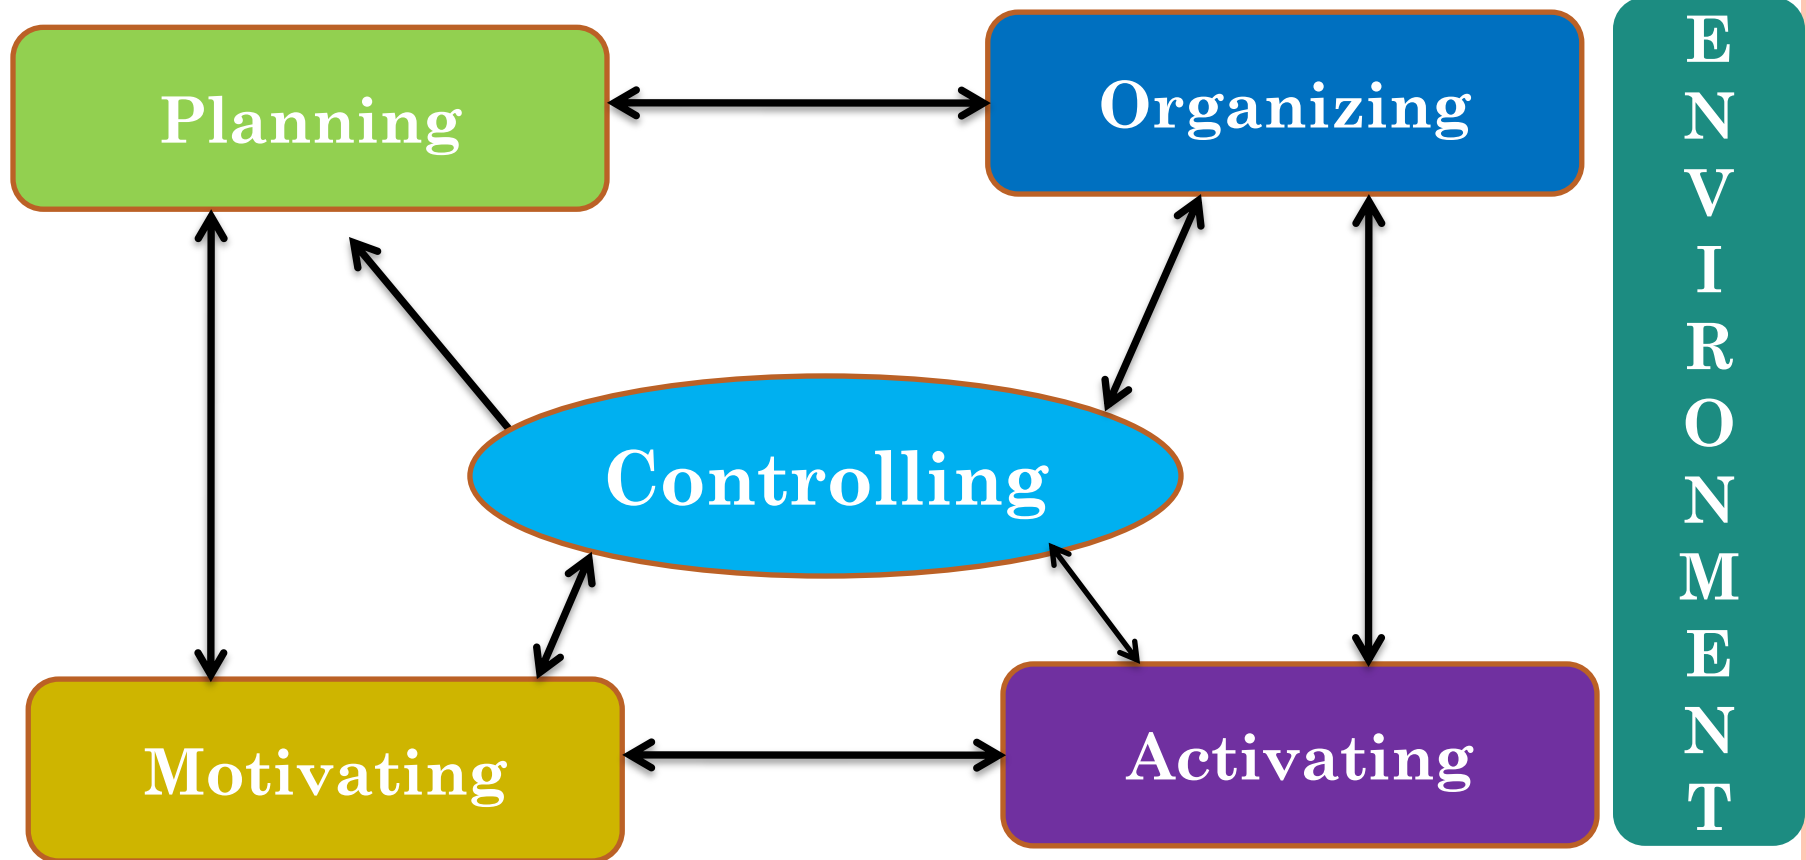 Planning
Organizing
Controlling
Motivating
Activating
E
N
V
I
R
O
N
M
E
N
T